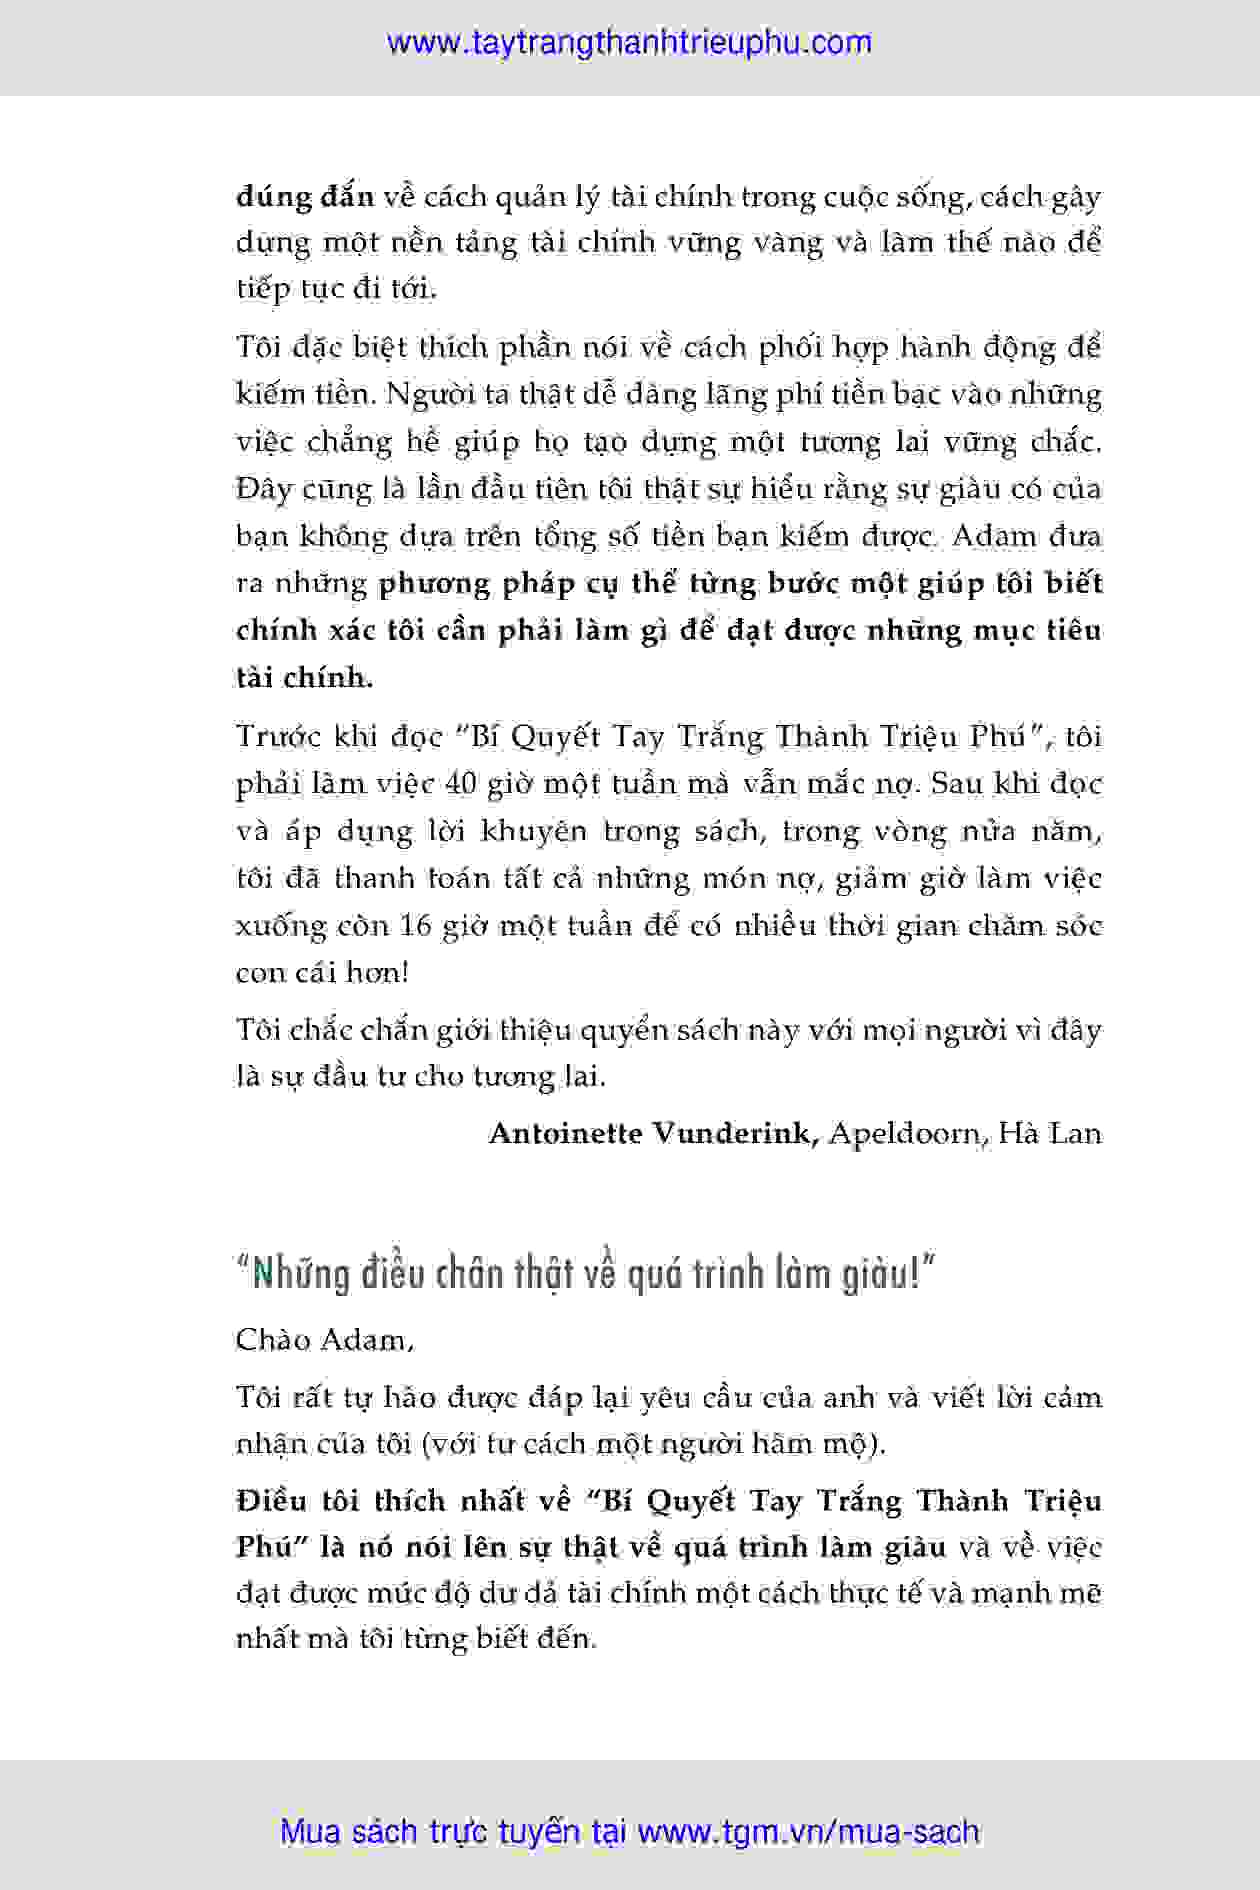 www.taytrangthanhtrieuphu.com
đúng đắn về cách quản lý tài chính trong cuộc sống, cách gây
dựng một nền tảng tài chính vững vàng và làm thế nào để
tiếp tục đi tới.
Tôi đặc biệt thích phần nói về cách phối hợp hành động để
kiếm tiền. Người ta thật dễ dàng lãng phí tiền bạc vào những
việc chẳng hề giúp họ tạo dựng một tương lai vững chắc.
Đây cũng là lần đầu tiên tôi thật sự hiểu rằng sự giàu có của
bạn không dựa trên tổng số tiền bạn kiếm được. Adam đưa
ra những phương pháp cụ thể từng bước một giúp tôi biết
chính xác tôi cần phải làm gì để đạt được những mục tiêu
tài chính.
Trước khi đọc “Bí Quyết Tay Trắng Thành Triệu Phú”, tôi
phải làm việc 40 giờ một tuần mà vẫn mắc nợ. Sau khi đọc
và áp dụng lời khuyên trong sách, trong vòng nửa năm,
tôi đã thanh toán tất cả những món nợ, giảm giờ làm việc
xuống còn 16 giờ một tuần để có nhiều thời gian chăm sóc
con cái hơn!
Tôi chắc chắn giới thiệu quyển sách này với mọi người vì đây
là sự đầu tư cho tương lai.
Antoinette Vunderink, Apeldoorn, Hà Lan
“Những điều chân thật về quá trình làm giàu!”
Chào Adam,
Tôi rất tự hào được đáp lại yêu cầu của anh và viết lời cảm
nhận của tôi (với tư cách một người hâm mộ).
Điều tôi thích nhất về “Bí Quyết Tay Trắng Thành Triệu
Phú” là nó nói lên sự thật về quá trình làm giàu và về việc
đạt được mức độ dư dả tài chính một cách thực tế và mạnh mẽ
nhất mà tôi từng biết đến.
Mua sách trực tuyến tại www.tgm.vn/mua-sach